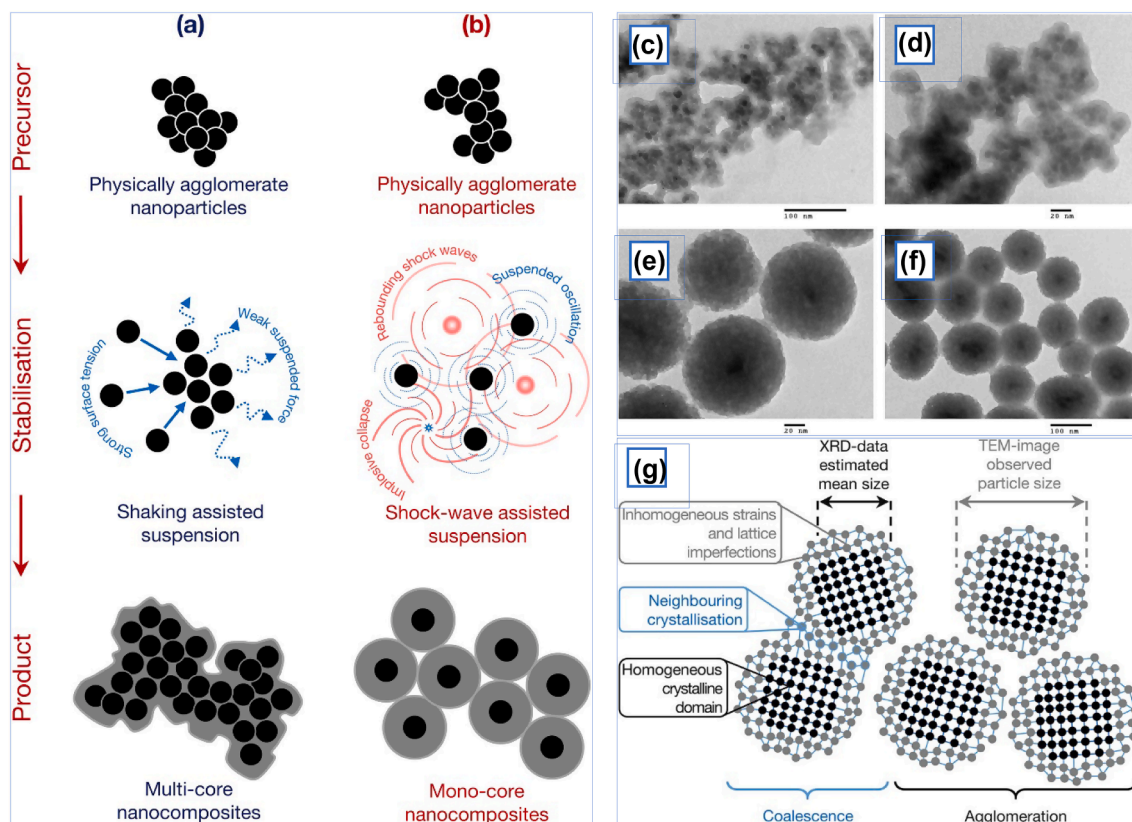 (a)
(b)
Precursor
Physically agglomerate
nanoparticles
Physically agglomerate
nanoparticles
Stabilisation
Strong surface tension
Weak suspended force
Rebounding shock waves
Suspended oscillation
Implosive collapse
Shaking assisted
suspension
Shock-wave assisted
suspension
Product
Multi-core
nanocomposites
Mono-core
nanocomposites
(c)
100 nm
(d)
20 nm
(e)
20 nm
(f)
100 nm
(g)
XRD-data
estimated
mean size
TEM-image
observed
particle size
Inhomogeneous strains
and lattice
imperfections
Neighbouring
crystallisation
Homogeneous
crystalline
domain
Coalescence
Agglomeration